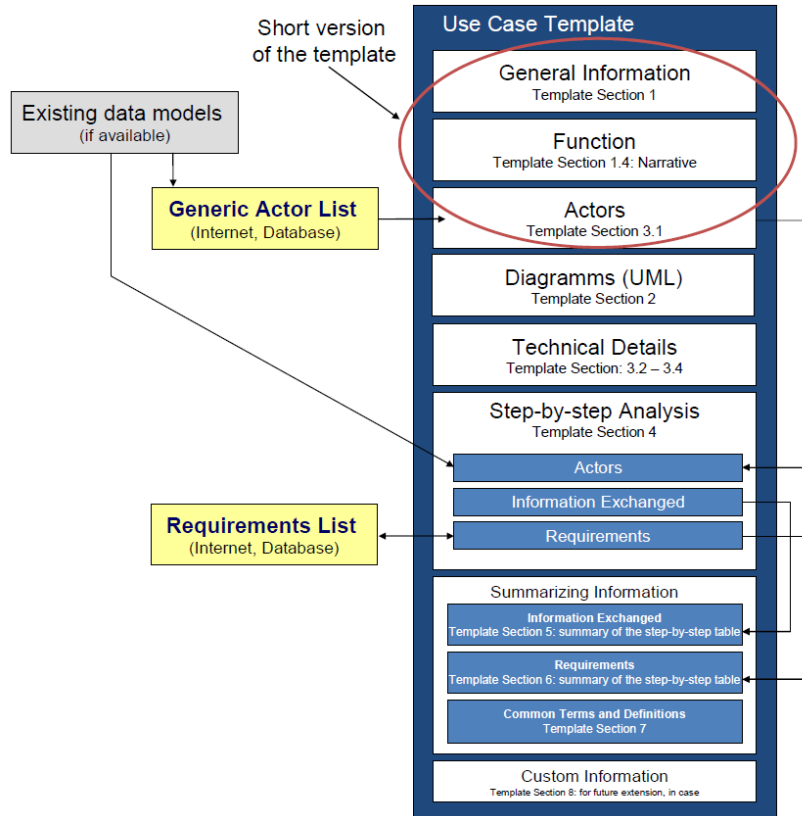 Short version
of the template
Use Case Template
General Information
Template Section 1
Existing data models
(if available)
Function
Template Section 1.4: Narrative
Generic Actor List
(Internet, Database)
Actors
Template Section 3.1
Diagramms (UML)
Template Section 2
Technical Details
Template Section: 3.2 – 3.4
Step-by-step Analysis
Template Section 4
Actors
Information Exchanged
Requirements List
(Internet, Database)
Requirements
Summarizing Information
Information Exchanged
Template Section 5: summary of the step-by-step table
Requirements
Template Section 6: summary of the step-by-step table
Common Terms and Definitions
Template Section 7
Custom Information
Template Section 8: for future extension, in case